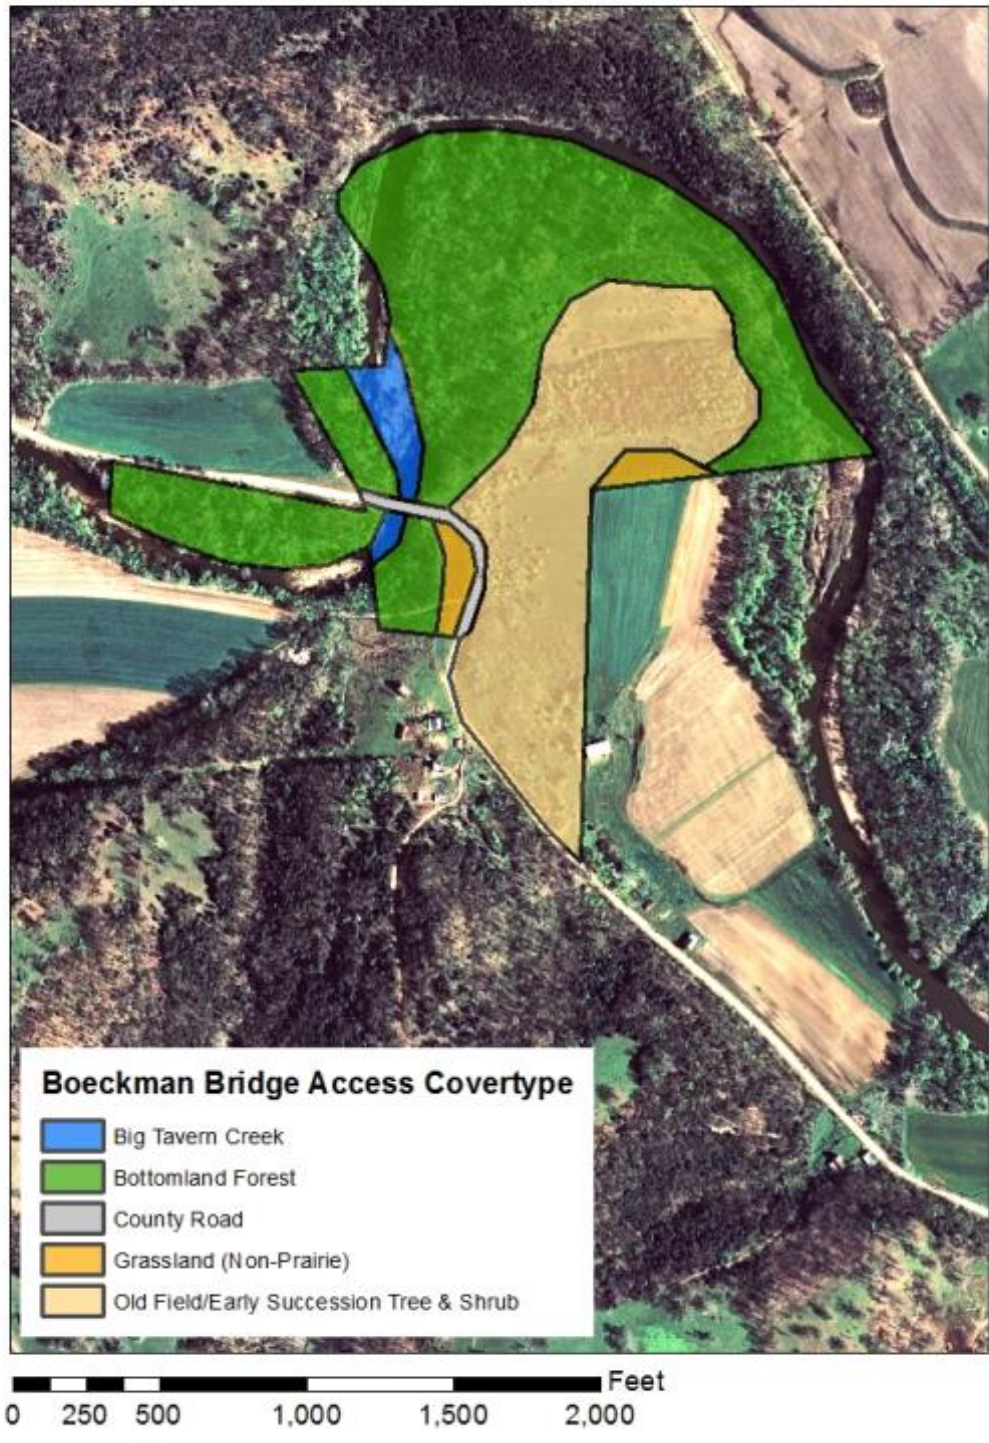 Boeckman Bridge Access Covertype
Big Tavern Creek
Bottomland Forest
County Road
Grassland (Non-Prairie)
Old Field/Early Succession Tree & Shrub
Feet
0 250 500 1,000 1,500 2,000